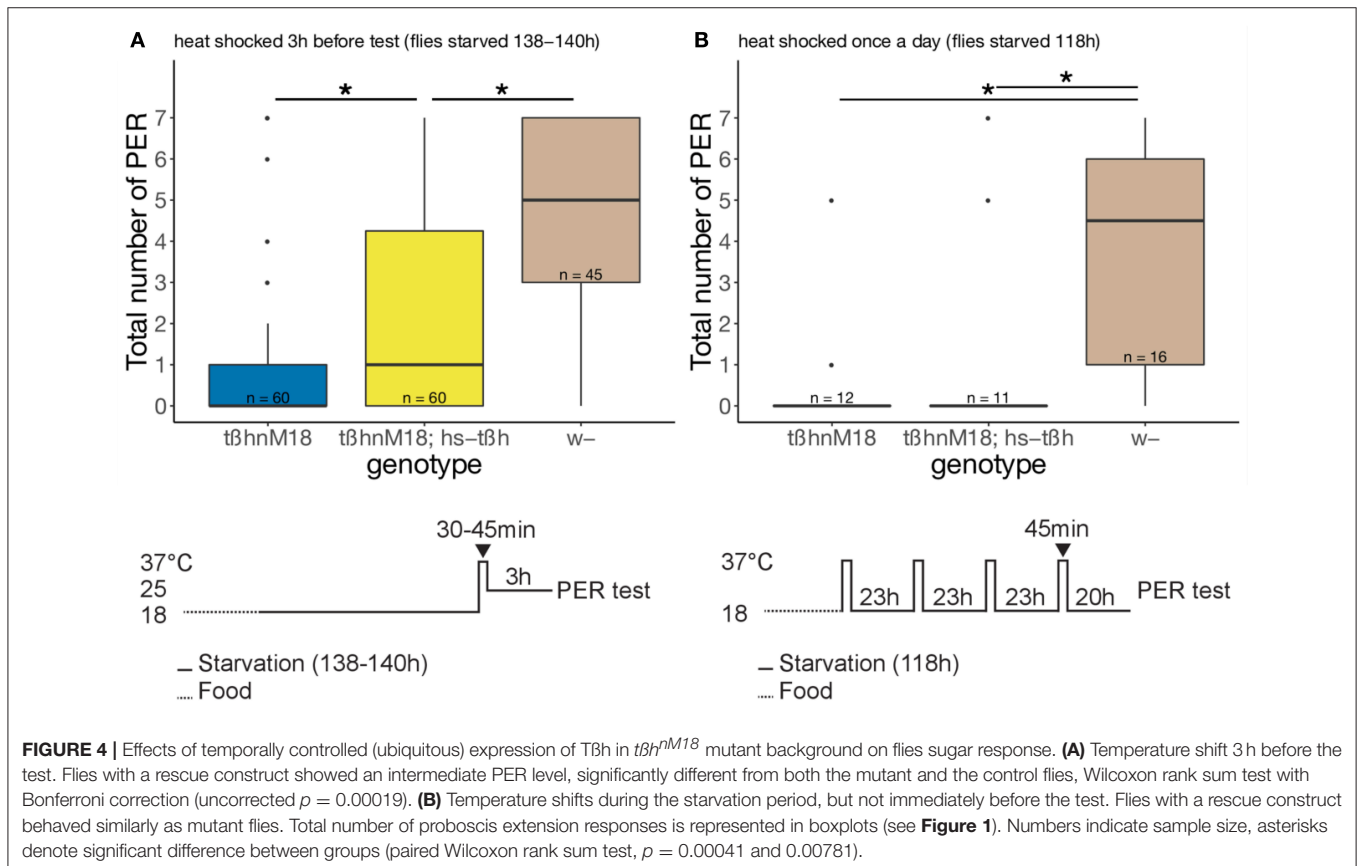 A heat shocked 3h before test (flies starved 138–140h)
*
*
Total number of PER
7
6
5
4
3
2
1
0
n = 60
n = 60
n = 45
tßhnM18
tßhnM18; hs–tßh
w–
genotype
B heat shocked once a day (flies starved 118h)
*
*
Total number of PER
7
6
5
4
3
2
1
0
n = 12
n = 11
n = 16
tßhnM18
tßhnM18; hs–tßh
w–
genotype
30-45min
37°C
25
18
3h
PER test
Starvation (138-140h)
Food
45min
37°C
18
23h
23h
23h
20h
PER test
Starvation (118h)
Food
FIGURE 4 | Effects of temporally controlled (ubiquitous) expression of Tßh in tßhnM18 mutant background on flies sugar response. (A) Temperature shift 3 h before the
test. Flies with a rescue construct showed an intermediate PER level, significantly different from both the mutant and the control flies, Wilcoxon rank sum test with
Bonferroni correction (uncorrected p = 0.00019). (B) Temperature shifts during the starvation period, but not immediately before the test. Flies with a rescue construct
behaved similarly as mutant flies. Total number of proboscis extension responses is represented in boxplots (see Figure 1). Numbers indicate sample size, asterisks
denote significant difference between groups (paired Wilcoxon rank sum test, p = 0.00041 and 0.00781).